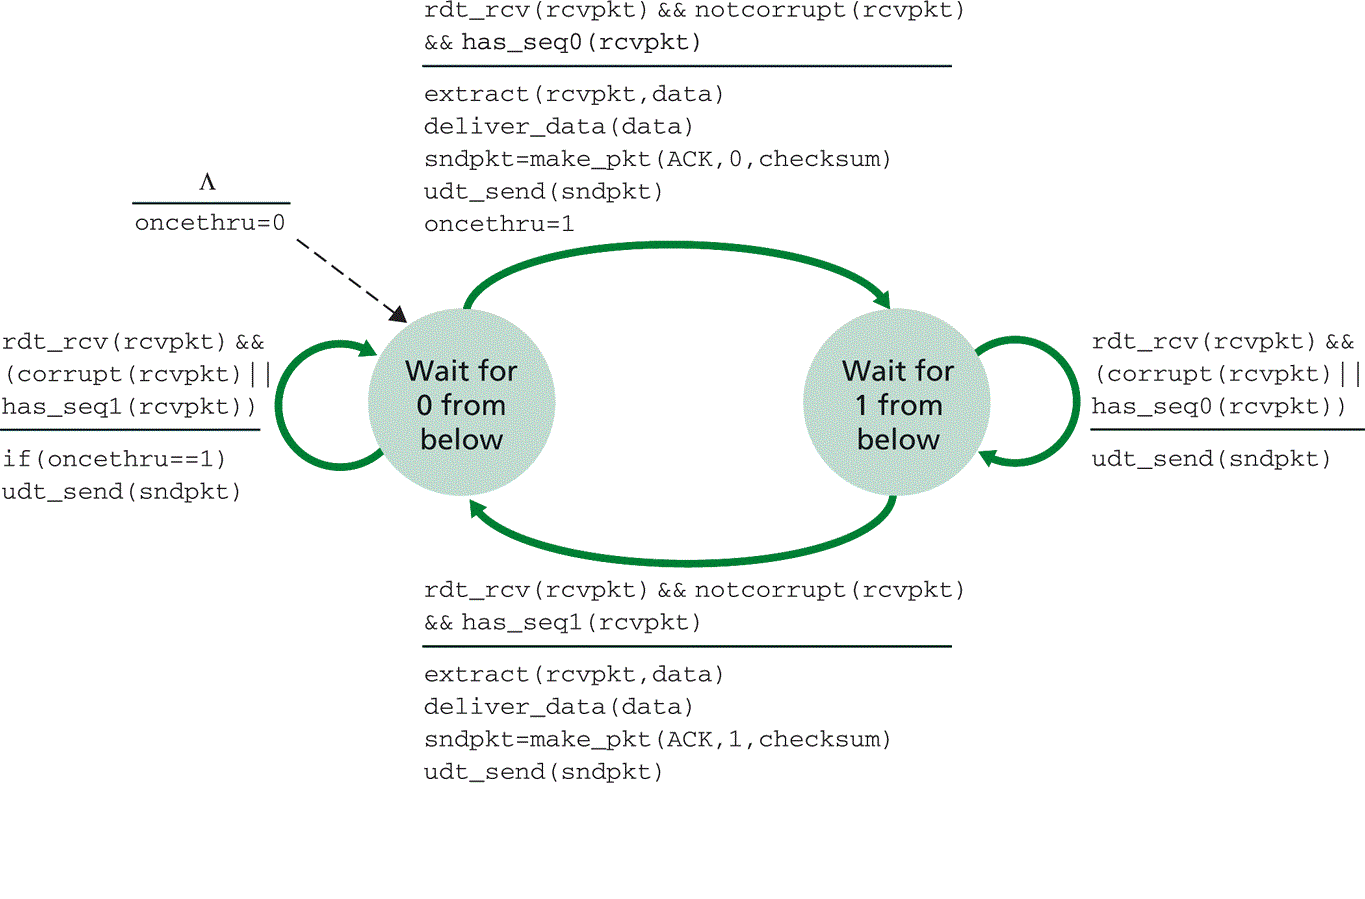 rdt_rcv(rcvpkt) && notcorrupt(rcvpkt)
&& has_seq0(rcvpkt)
extract(rcvpkt,data)
deliver_data(data)
sndpkt=make_pkt(ACK,0,checksum)
udt_send(sndpkt)
oncethru=1
Λ
oncethru=0
rdt_rcv(rcvpkt) &&
(corrupt(rcvpkt)||
has_seq1(rcvpkt))
if(oncethru==1)
udt_send(sndpkt)
Wait for
0 from
below
Wait for
1 from
below
rdt_rcv(rcvpkt) &&
(corrupt(rcvpkt)||
has_seq0(rcvpkt))
udt_send(sndpkt)
rdt_rcv(rcvpkt) && notcorrupt(rcvpkt)
&& has_seq1(rcvpkt)
extract(rcvpkt,data)
deliver_data(data)
sndpkt=make_pkt(ACK,1,checksum)
udt_send(sndpkt)